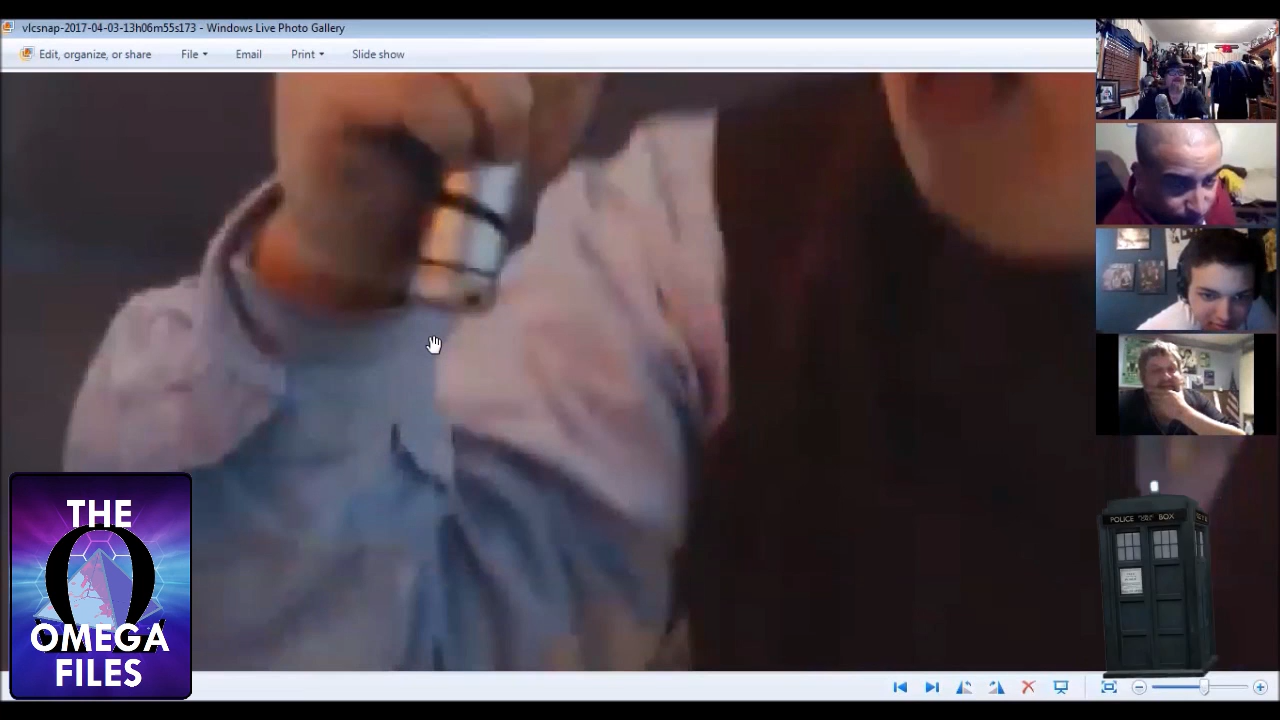 vlcsnap-2017-04-03-13h06m55s173 - Windows Live Photo Gallery
Edit, organize, or share File Email Print Slide show
THE
Ω
OMEGA
FILES
POLICE BOX